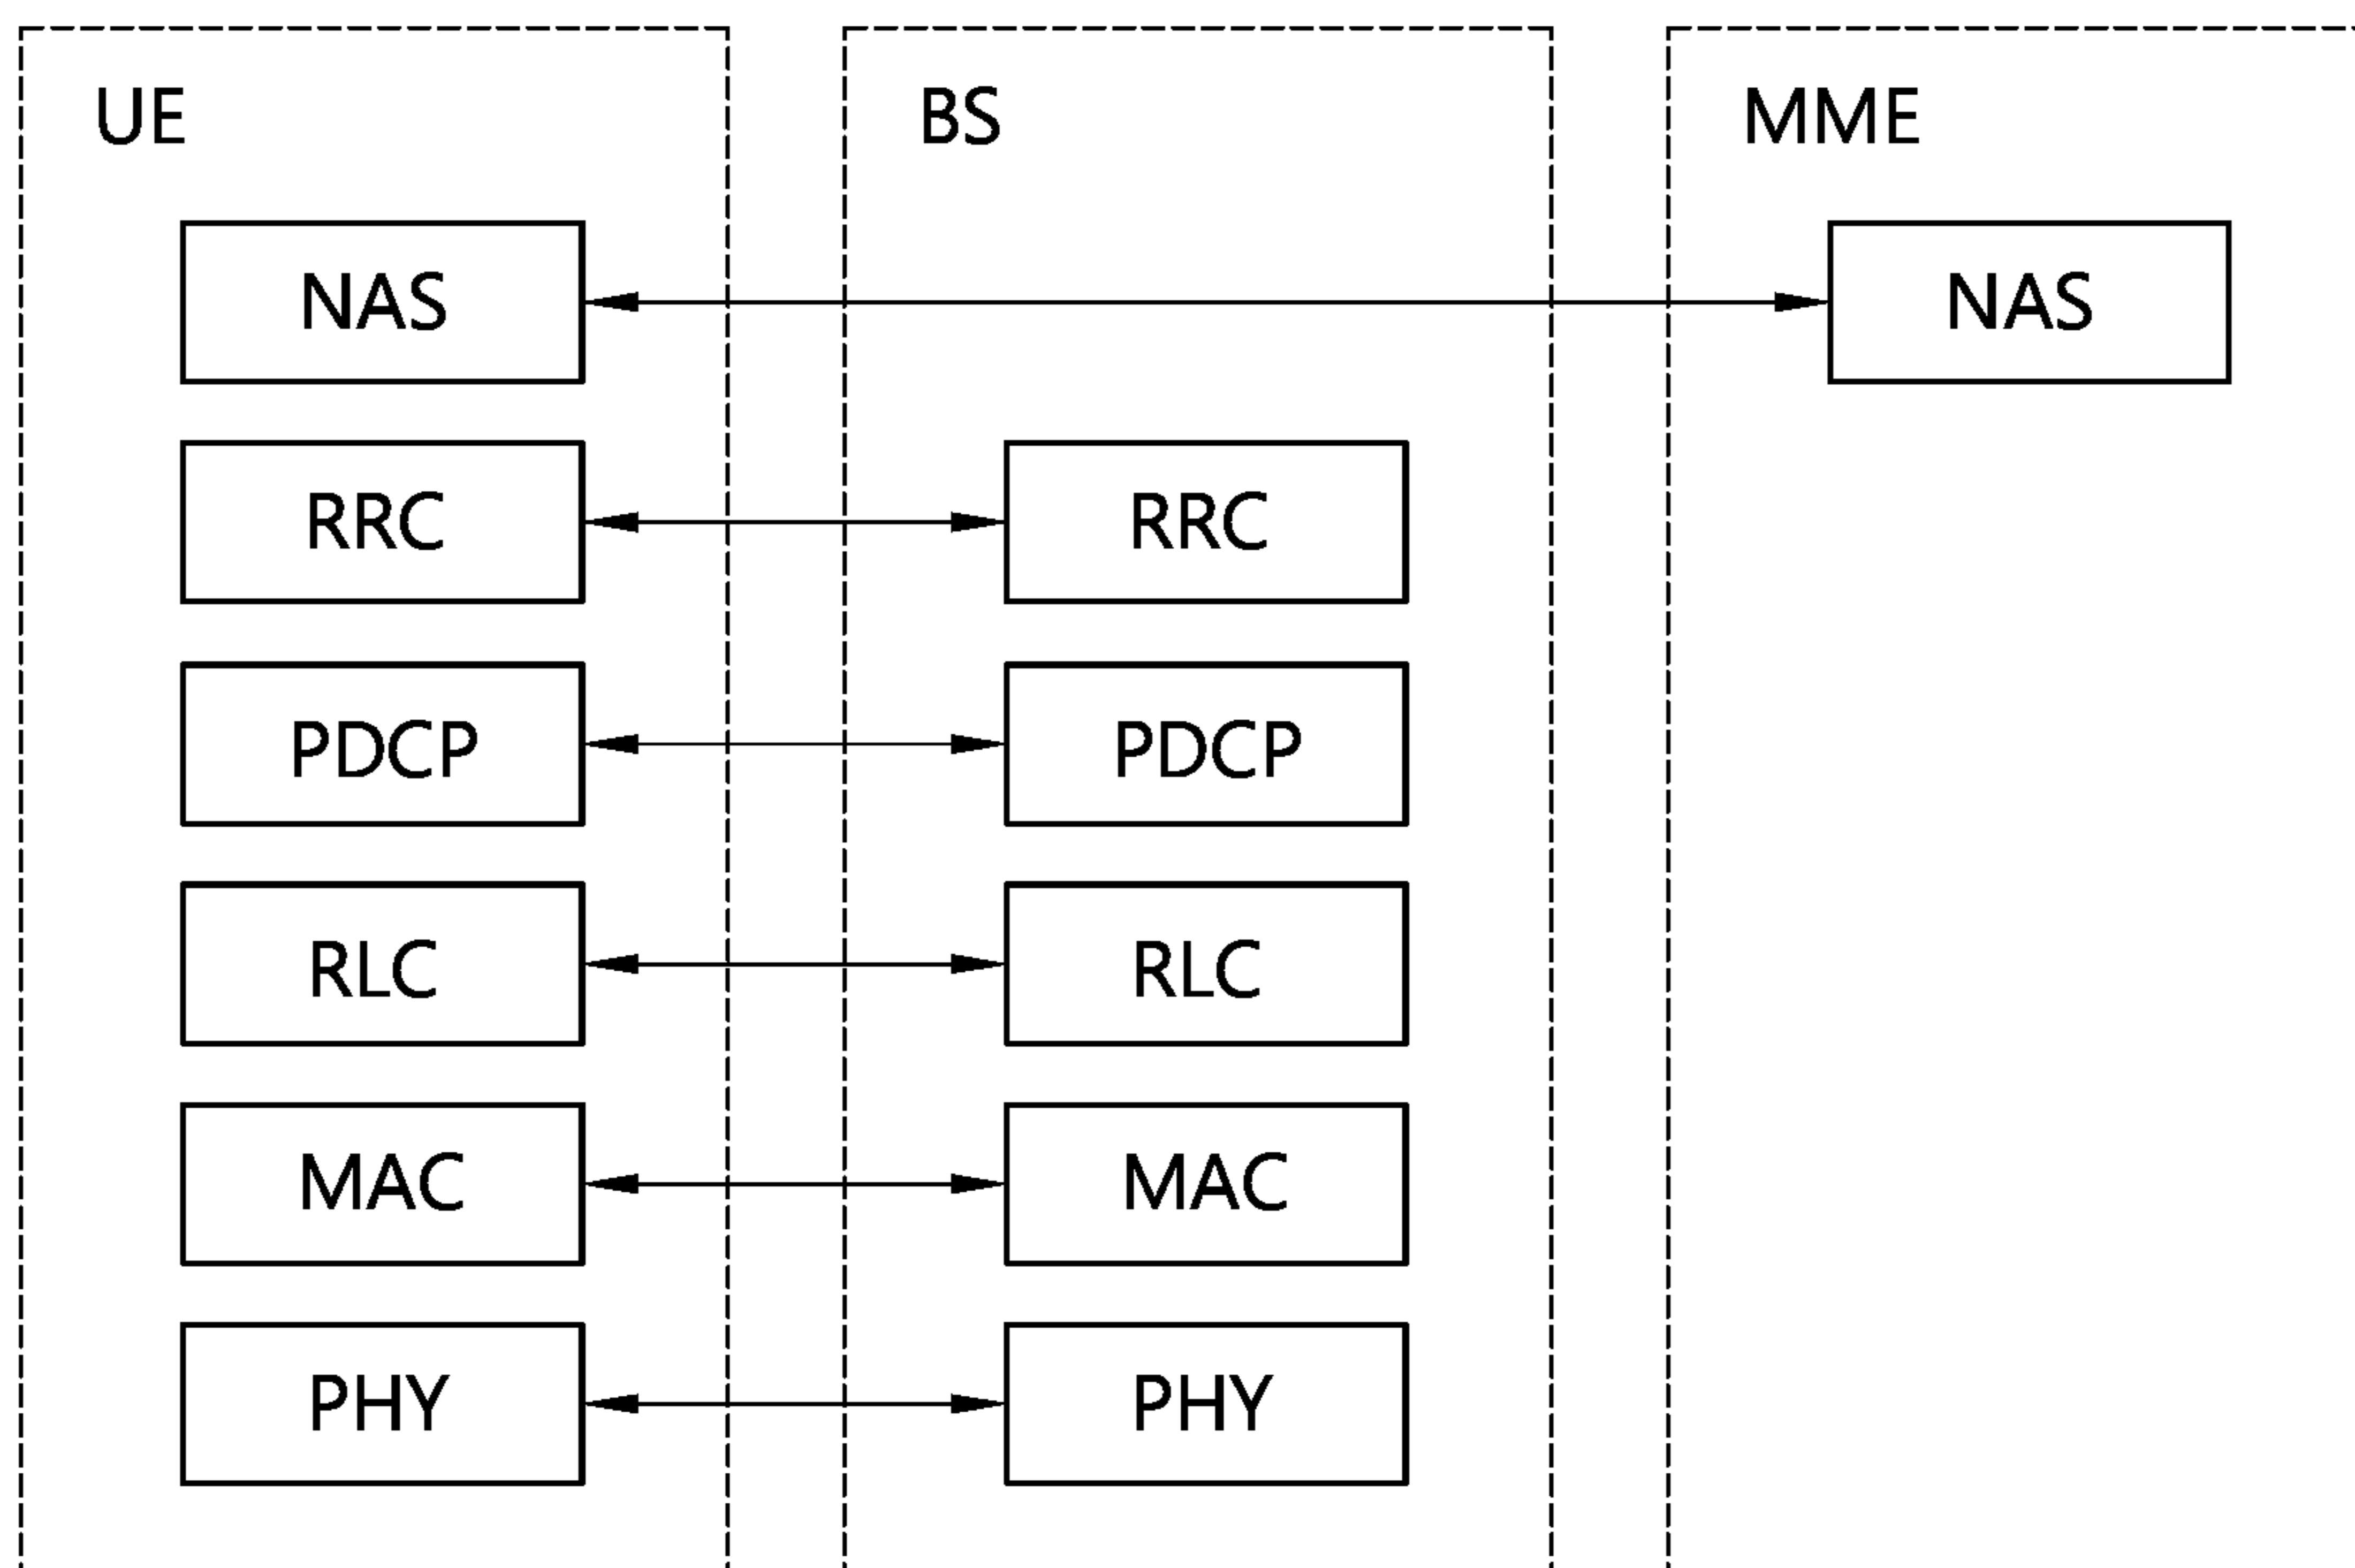 UE BS MME
NAS NAS
RRC RRC
PDCP PDCP
RLC RLC
MAC MAC
PHY PHY